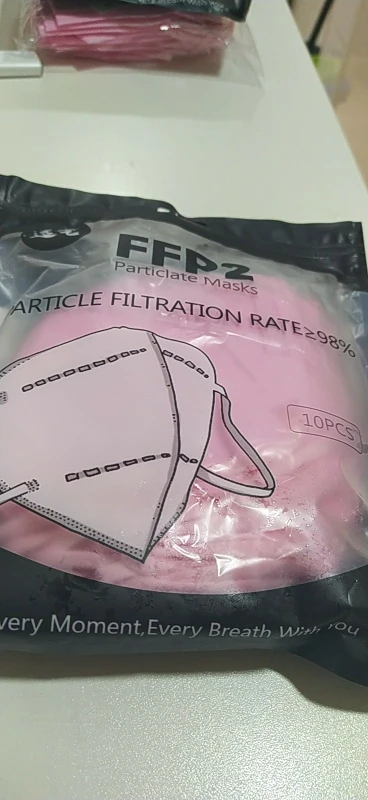 FFP2
Particlate Masks
ARTICLE FILTRATION RATE≥98%
10PCS
very Moment,Every Breath With You